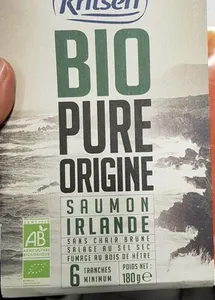 Kritsen
BIO
PURE
ORIGINE
SAUMON
IRLANDE
SANS CHAIR BRUNE
SALAGE AU SEL SEC
FUMAGE AU BOIS DE HÊTRE
6 TRANCHES MINIMUM
POIDS NET :
180g e
AB